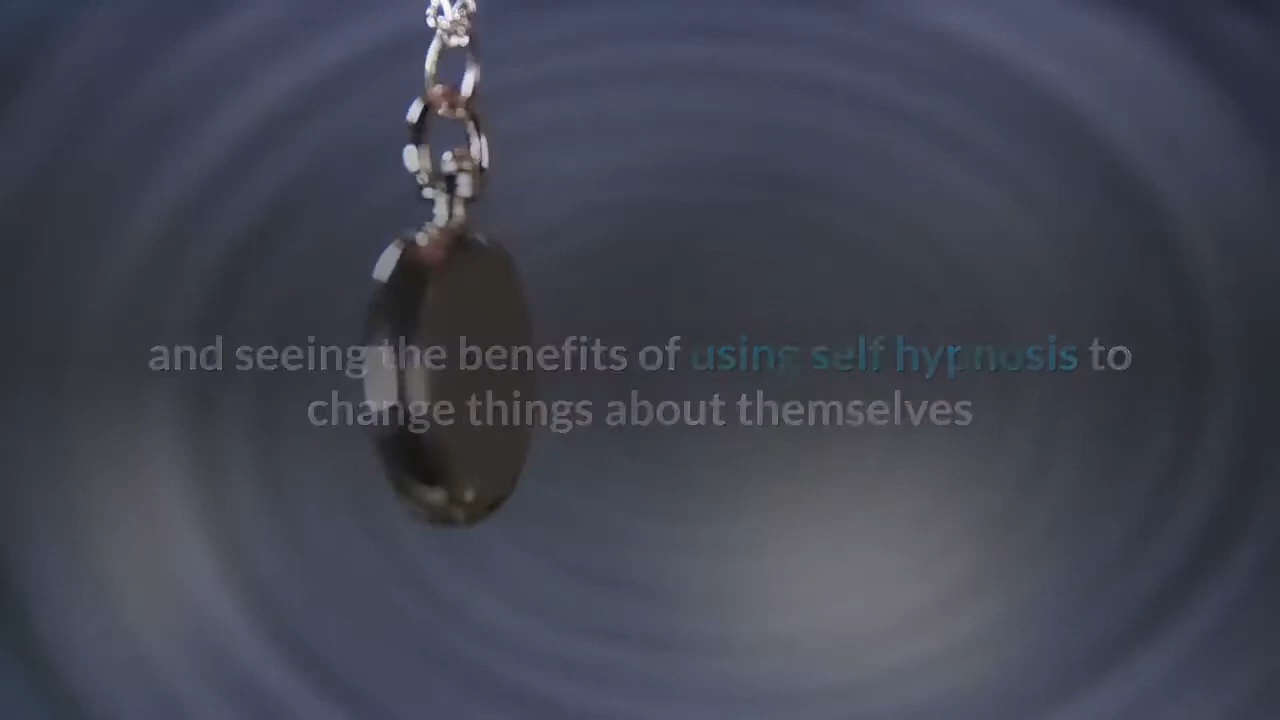 and seeing the benefits of using self hypnosis to
change things about themselves